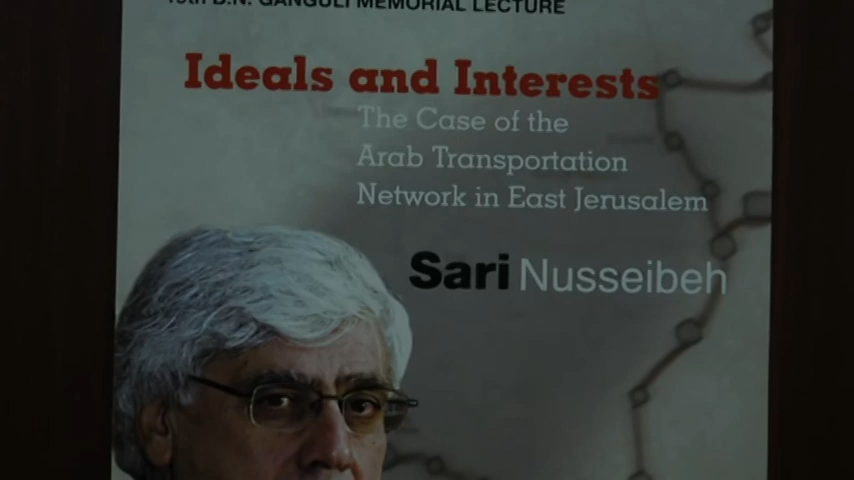 B.N. GANGULI MEMORIAL LECTURE
Ideals and Interests
The Case of the
Arab Transportation
Network in East Jerusalem
Sari Nusseibeh